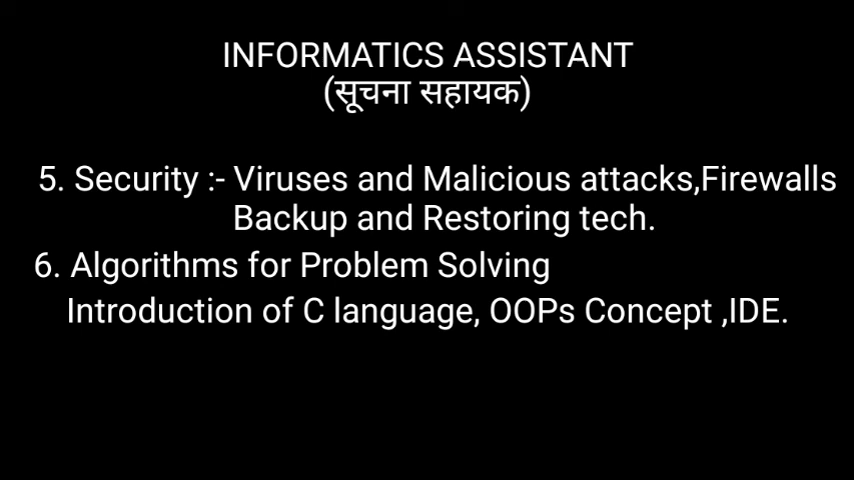 INFORMATICS ASSISTANT
(सूचना सहायक)
5. Security :- Viruses and Malicious attacks,Firewalls
Backup and Restoring tech.
6. Algorithms for Problem Solving
Introduction of C language, OOPs Concept ,IDE.